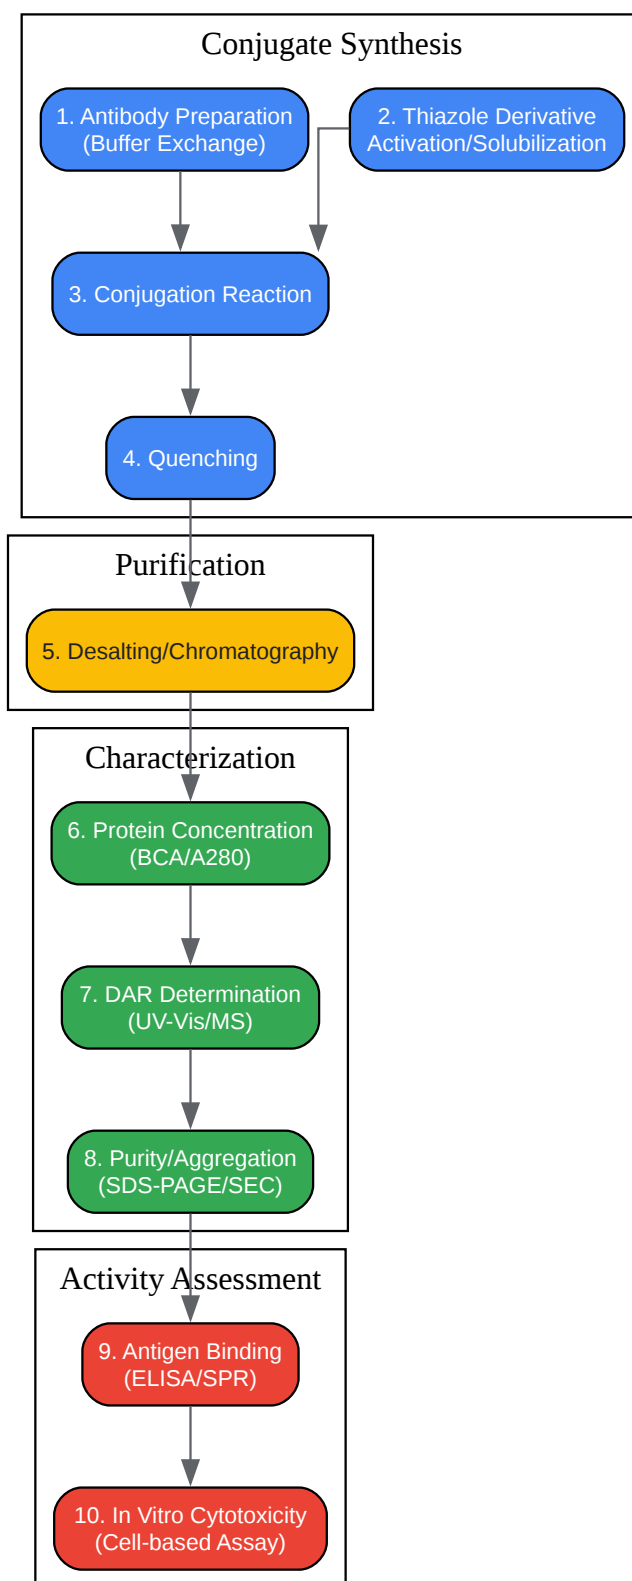 Conjugate Synthesis
1. Antibody Preparation
(Buffer Exchange)
2. Thiazole Derivative
Activation/Solubilization
3. Conjugation Reaction
4. Quenching
Purification
5. Desalting/Chromatography
Characterization
6. Protein Concentration
(BCA/A280)
7. DAR Determination
(UV-Vis/MS)
8. Purity/Aggregation
(SDS-PAGE/SEC)
Activity Assessment
9. Antigen Binding
(ELISA/SPR)
10. In Vitro Cytotoxicity
(Cell-based Assay)